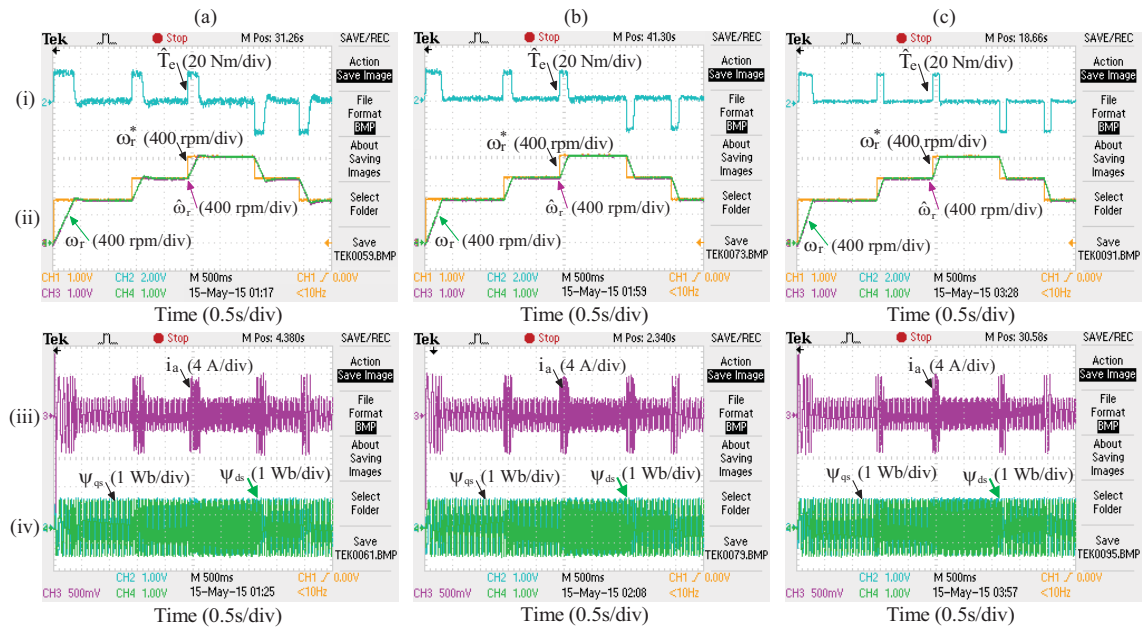 (a)
(b)
(c)
(i)
(ii)
(iii)
(iv)
Tek Stop M Pos: 31.26s SAVE/REC
T̂e (20 Nm/div)
ωr* (400 rpm/div)
ω̂r (400 rpm/div)
ωr (400 rpm/div)
2
Action
Save Image
File
Format
BMP
About
Saving
Images
Select
Folder
Save
TEK0059.BMP
CH1 1.00V CH2 2.00V M 500ms CH1 ∕ 0.00V
CH3 1.00V CH4 1.00V 15-May-15 01:17 <10Hz
Time (0.5s/div)
Tek Stop M Pos: 41.30s SAVE/REC
T̂e (20 Nm/div)
ωr* (400 rpm/div)
ω̂r (400 rpm/div)
ωr (400 rpm/div)
2
Action
Save Image
File
Format
BMP
About
Saving
Images
Select
Folder
Save
TEK0073.BMP
CH1 1.00V CH2 2.00V M 500ms CH1 ∕ 0.00V
CH3 1.00V CH4 1.00V 15-May-15 01:59 <10Hz
Time (0.5s/div)
Tek Stop M Pos: 18.66s SAVE/REC
T̂e (20 Nm/div)
ωr* (400 rpm/div)
ω̂r (400 rpm/div)
ωr (400 rpm/div)
2
Action
Save Image
File
Format
BMP
About
Saving
Images
Select
Folder
Save
TEK0091.BMP
CH1 1.00V CH2 2.00V M 500ms CH1 ∕ 0.00V
CH3 1.00V CH4 1.00V 15-May-15 03:28 <10Hz
Time (0.5s/div)
Tek Stop M Pos: 4.380s SAVE/REC
ia (4 A/div)
3
ψqs (1 Wb/div) ψds (1 Wb/div)
Action
Save Image
File
Format
BMP
About
Saving
Images
Select
Folder
Save
TEK0061.BMP
CH2 1.00V M 500ms CH1 ∕ 0.00V
CH3 500mV CH4 1.00V 15-May-15 01:25 <10Hz
Time (0.5s/div)
Tek Stop M Pos: 2.340s SAVE/REC
ia (4 A/div)
3
ψqs (1 Wb/div) ψds (1 Wb/div)
Action
Save Image
File
Format
BMP
About
Saving
Images
Select
Folder
Save
TEK0079.BMP
CH2 1.00V M 500ms CH1 ∕ 0.00V
CH3 500mV CH4 1.00V 15-May-15 02:08 <10Hz
Time (0.5s/div)
Tek Stop M Pos: 30.58s SAVE/REC
ia (4 A/div)
3
ψqs (1 Wb/div) ψds (1 Wb/div)
Action
Save Image
File
Format
BMP
About
Saving
Images
Select
Folder
Save
TEK0095.BMP
CH2 1.00V M 500ms CH1 ∕ 0.00V
CH3 500mV CH4 1.00V 15-May-15 03:57 <10Hz
Time (0.5s/div)